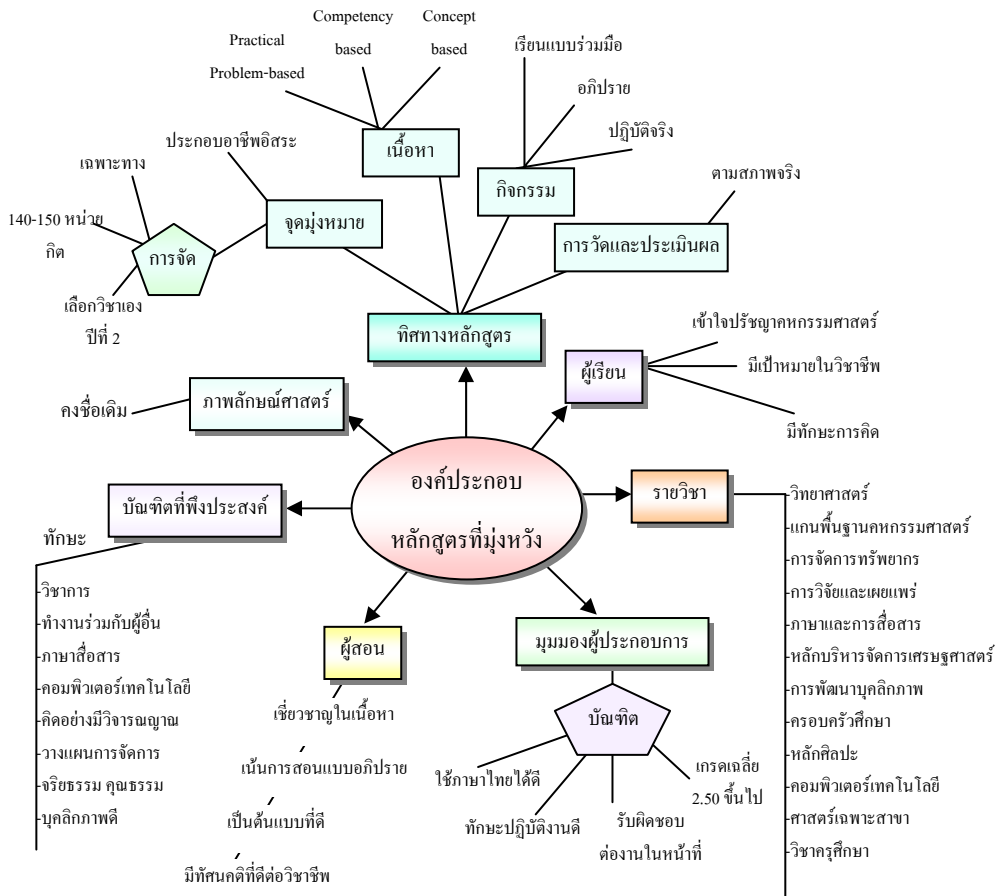 Competency
based
Concept
based
Practical
Problem-based
เรียนแบบร่วมมือ
อภิปราย
ปฏิบัติจริง
ตามสภาพจริง
เนื้อหา
กิจกรรม
การวัดและประเมินผล
ประกอบอาชีพอิสระ
จุดมุ่งหมาย
เฉพาะทาง
140-150 หน่วย
กิต
เลือกวิชาเอง
ปีที่ 2
การจัด
ทิศทางหลักสูตร
ผู้เรียน
เข้าใจปรัชญาคหกรรมศาสตร์
มีเป้าหมายในวิชาชีพ
มีทักษะการคิด
คงชื่อเดิม
ภาพลักษณ์ศาสตร์
องค์ประกอบ
หลักสูตรที่มุ่งหวัง
บัณฑิตที่พึงประสงค์
ทักษะ
วิชาการ
ทำงานร่วมกับผู้อื่น
ภาษาสื่อสาร
คอมพิวเตอร์เทคโนโลยี
คิดอย่างมีวิจารณญาณ
วางแผนการจัดการ
จริยธรรม คุณธรรม
บุคลิกภาพดี
ผู้สอน
เชี่ยวชาญในเนื้อหา
เน้นการสอนแบบอภิปราย
เป็นต้นแบบที่ดี
มีทัศนคติที่ดีต่อวิชาชีพ
มุมมองผู้ประกอบการ
บัณฑิต
ใช้ภาษาไทยได้ดี
ทักษะปฏิบัติงานดี
รับผิดชอบ
ต่องานในหน้าที่
เกรดเฉลี่ย
2.50 ขึ้นไป
รายวิชา
วิทยาศาสตร์
แกนพื้นฐานคหกรรมศาสตร์
การจัดการทรัพยากร
การวิจัยและเผยแพร่
ภาษาและการสื่อสาร
หลักบริหารจัดการเศรษฐศาสตร์
การพัฒนาบุคลิกภาพ
ครอบครัวศึกษา
หลักศิลปะ
คอมพิวเตอร์เทคโนโลยี
ศาสตร์เฉพาะสาขา
วิชาครุศึกษา